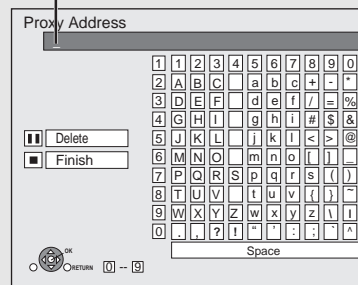 Proxy Address
1 1 2 3 4 5 6 7 8 9 0
2 A B C a b c + - *
3 D E F d e f / = %
4 G H I g h i # $ &
Delete 5 J K L j k l < > @
Finish 6 M N O m n o [ ] _
7 P Q R S p q r s ( )
8 T U V t u v { } ~
9 W X Y Z w x y z \ |
0 . , ? ! " ' : ; ` ^
Space
OK
RETURN 0 -- 9